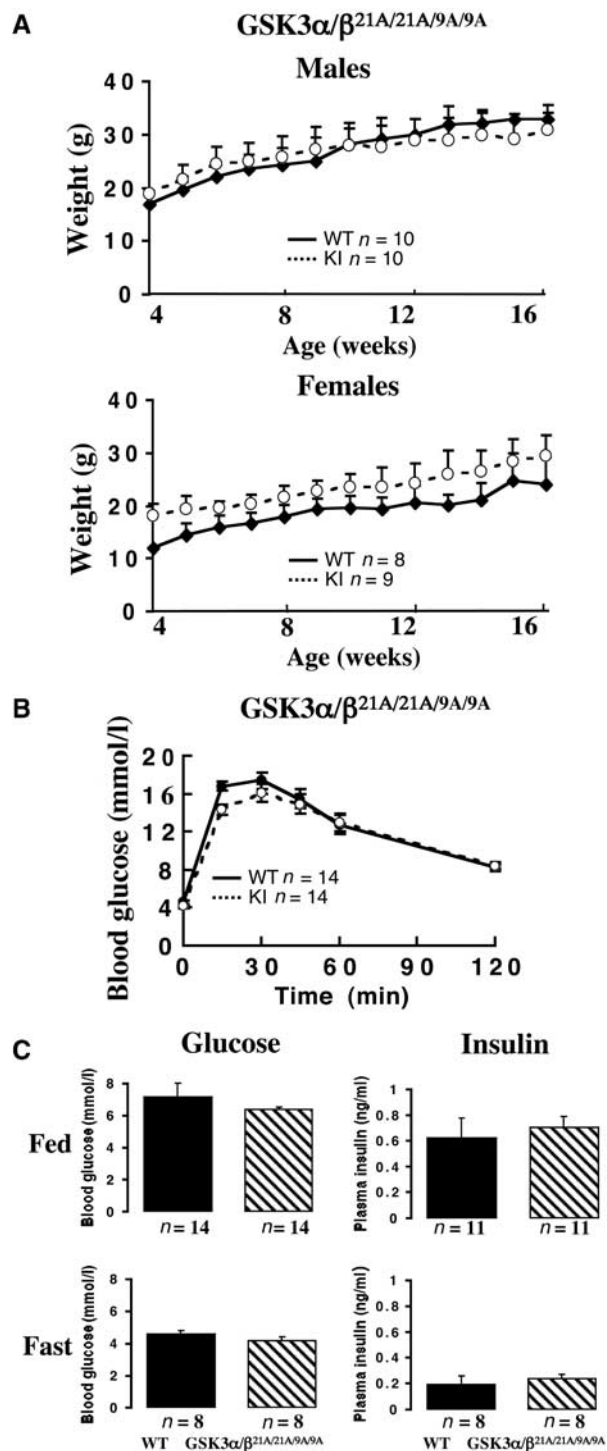 A
GSK3α/β21A/21A/9A/9A
Males
40
30
20
10
0
Weight (g)
WT n = 10
KI n = 10
4 8 12 16
Age (weeks)
Females
40
30
20
10
0
Weight (g)
WT n = 8
KI n = 9
4 8 12 16
Age (weeks)
B
GSK3α/β21A/21A/9A/9A
20
16
12
8
4
0
Blood glucose (mmol/l)
WT n = 14
KI n = 14
0 30 60 90 120
Time (min)
C
Glucose Insulin
Fed
8
6
4
2
0
Blood glucose (mmol/l)
n = 14 n = 14
1
0.8
0.6
0.4
0.2
0
Plasma insulin (ng/ml)
n = 11 n = 11
Fast
8
6
4
2
0
Blood glucose (mmol/l)
n = 8 n = 8
WT GSK3α/β21A/21A/9A/9A
1
0.8
0.6
0.4
0.2
0
Plasma insulin (ng/ml)
n = 8 n = 8
WT GSK3α/β21A/21A/9A/9A